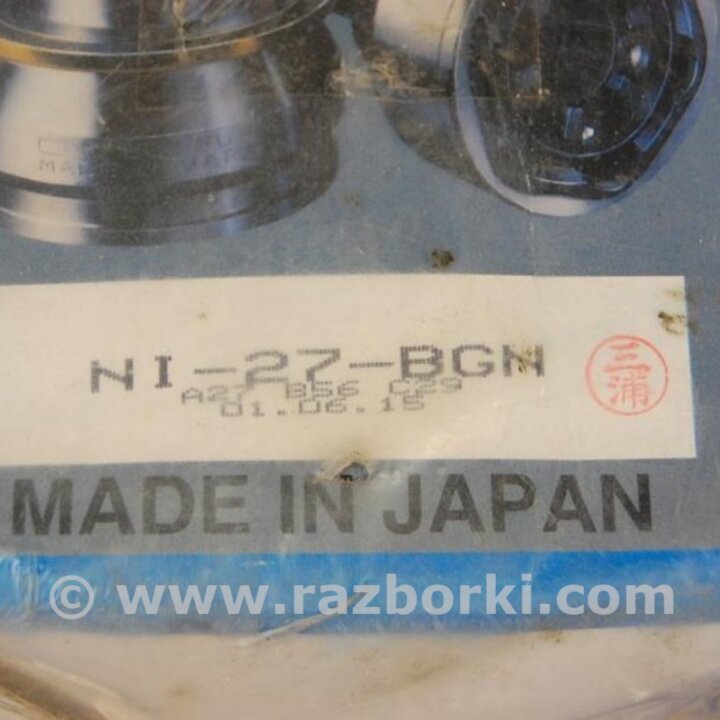 NI-27-BGN
A27 B56 C29
01.06.15
三浦
MADE IN JAPAN
© www.razborki.com